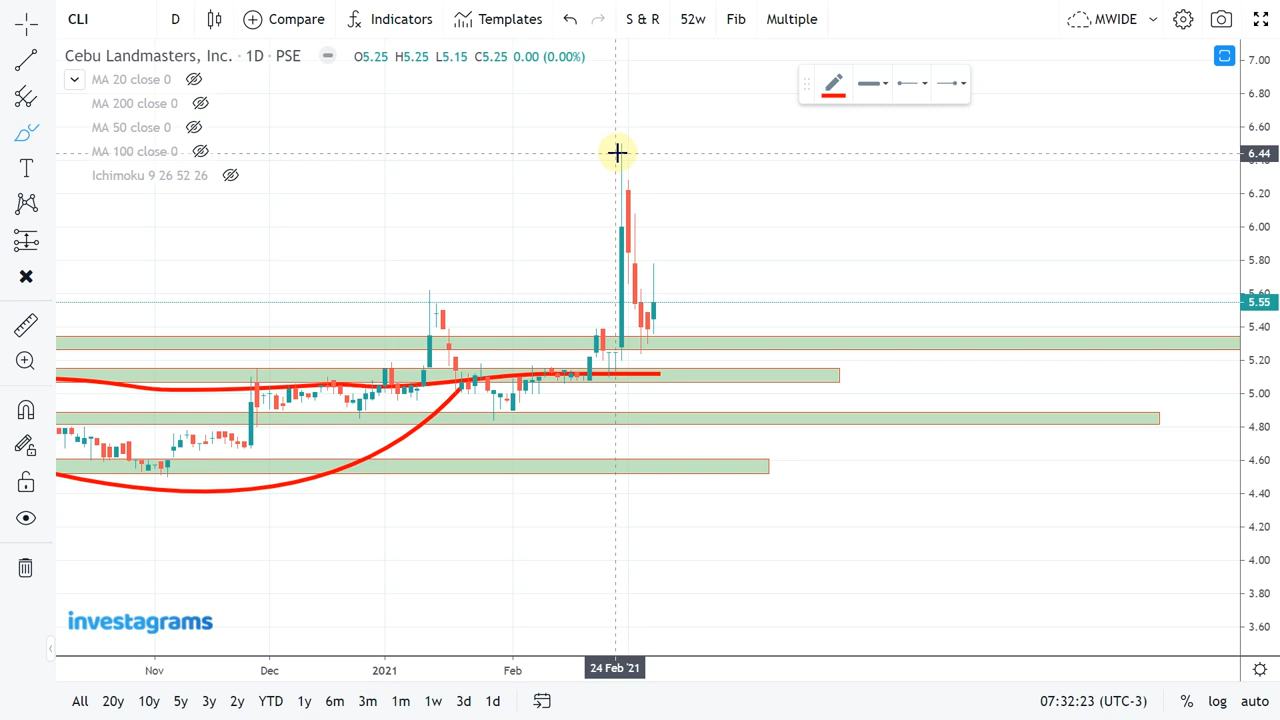 CLI D Compare Indicators Templates S & R 52w Fib Multiple MWIDE
Cebu Landmasters, Inc. · 1D · PSE O5.25 H5.25 L5.15 C5.25 0.00 (0.00%)
MA 20 close 0
MA 200 close 0
MA 50 close 0
MA 100 close 0
Ichimoku 9 26 52 26
7.00
6.80
6.60
6.44
6.20
6.00
5.80
5.55
5.40
5.20
5.00
4.80
4.60
4.40
4.20
4.00
3.80
3.60
investagrams
Nov Dec 2021 Feb 24 Feb '21
All 20y 10y 5y 3y 2y YTD 1y 6m 3m 1m 1w 3d 1d 07:32:23 (UTC-3) % log auto